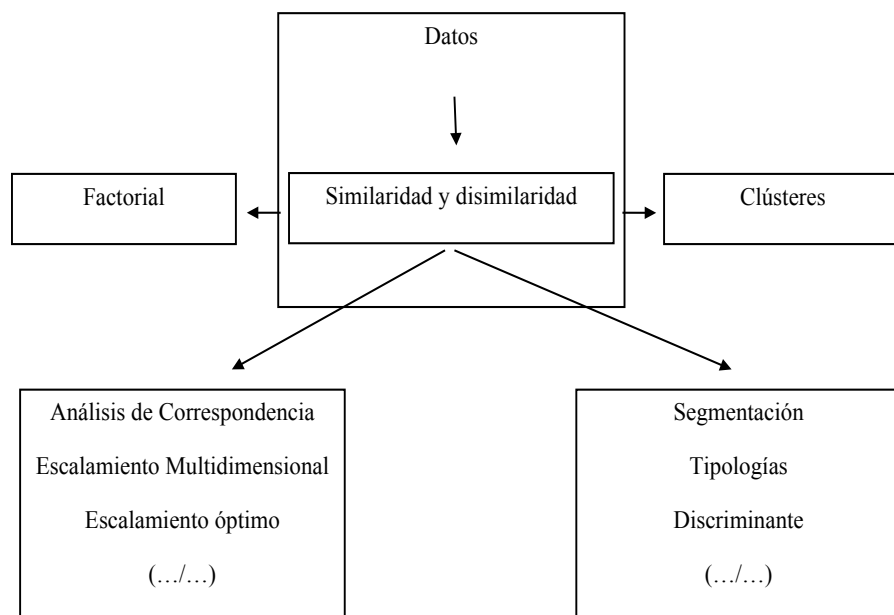 Datos
Factorial
Similaridad y disimilaridad
Clústeres
Análisis de Correspondencia
Escalamiento Multidimensional
Escalamiento óptimo
(…/…)
Segmentación
Tipologías
Discriminante
(…/…)